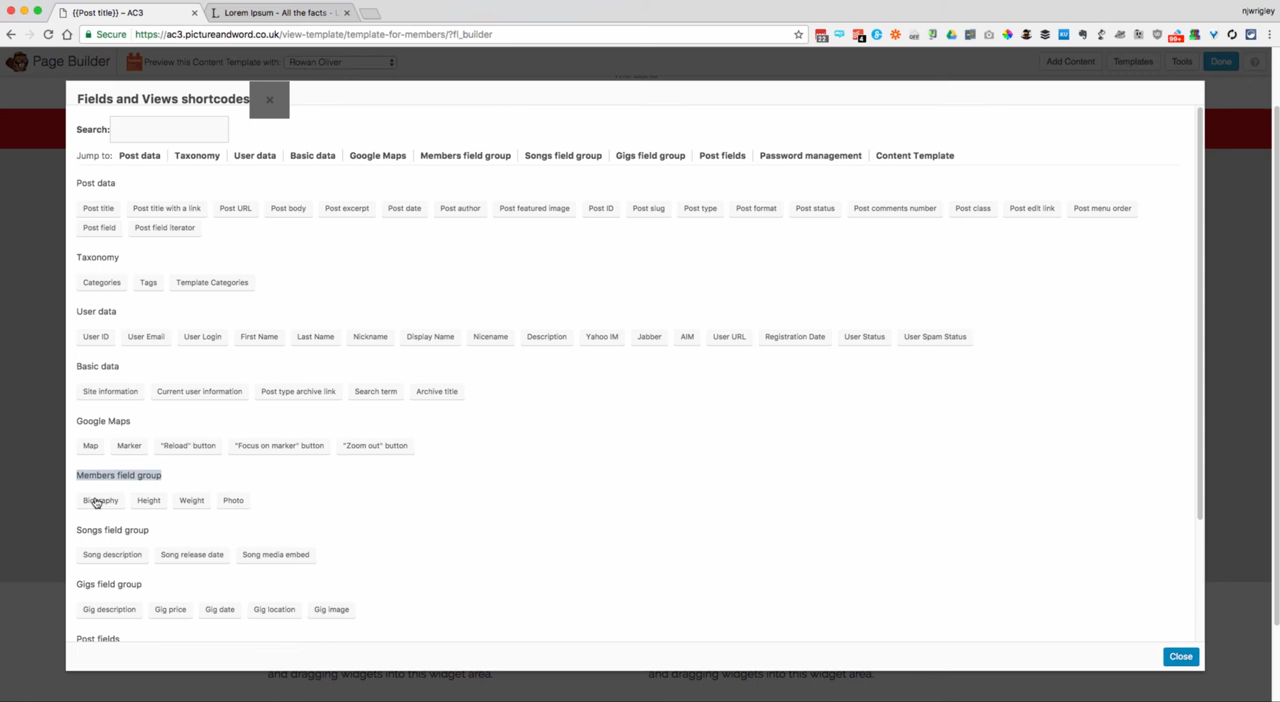 {{Post title}} – AC3
Lorem Ipsum - All the facts - L
njwrigley
Secure
https://ac3.pictureandword.co.uk/view-template/template-for-members/?fl_builder
22
4
99+
Page Builder
Preview this Content Template with:
Rowan Oliver
Add Content
Templates
Tools
Done
Fields and Views shortcodes
×
Search:
Jump to: Post data Taxonomy User data Basic data Google Maps Members field group Songs field group Gigs field group Post fields Password management Content Template
Post data
Post title Post title with a link Post URL Post body Post excerpt Post date Post author Post featured image Post ID Post slug Post type Post format Post status Post comments number Post class Post edit link Post menu order
Post field Post field iterator
Taxonomy
Categories Tags Template Categories
User data
User ID User Email User Login First Name Last Name Nickname Display Name Nicename Description Yahoo IM Jabber AIM User URL Registration Date User Status User Spam Status
Basic data
Site information Current user information Post type archive link Search term Archive title
Google Maps
Map Marker "Reload" button "Focus on marker" button "Zoom out" button
Members field group
Biography Height Weight Photo
Songs field group
Song description Song release date Song media embed
Gigs field group
Gig description Gig price Gig date Gig location Gig image
Post fields
Close
and dragging widgets into this widget area.
and dragging widgets into this widget area.